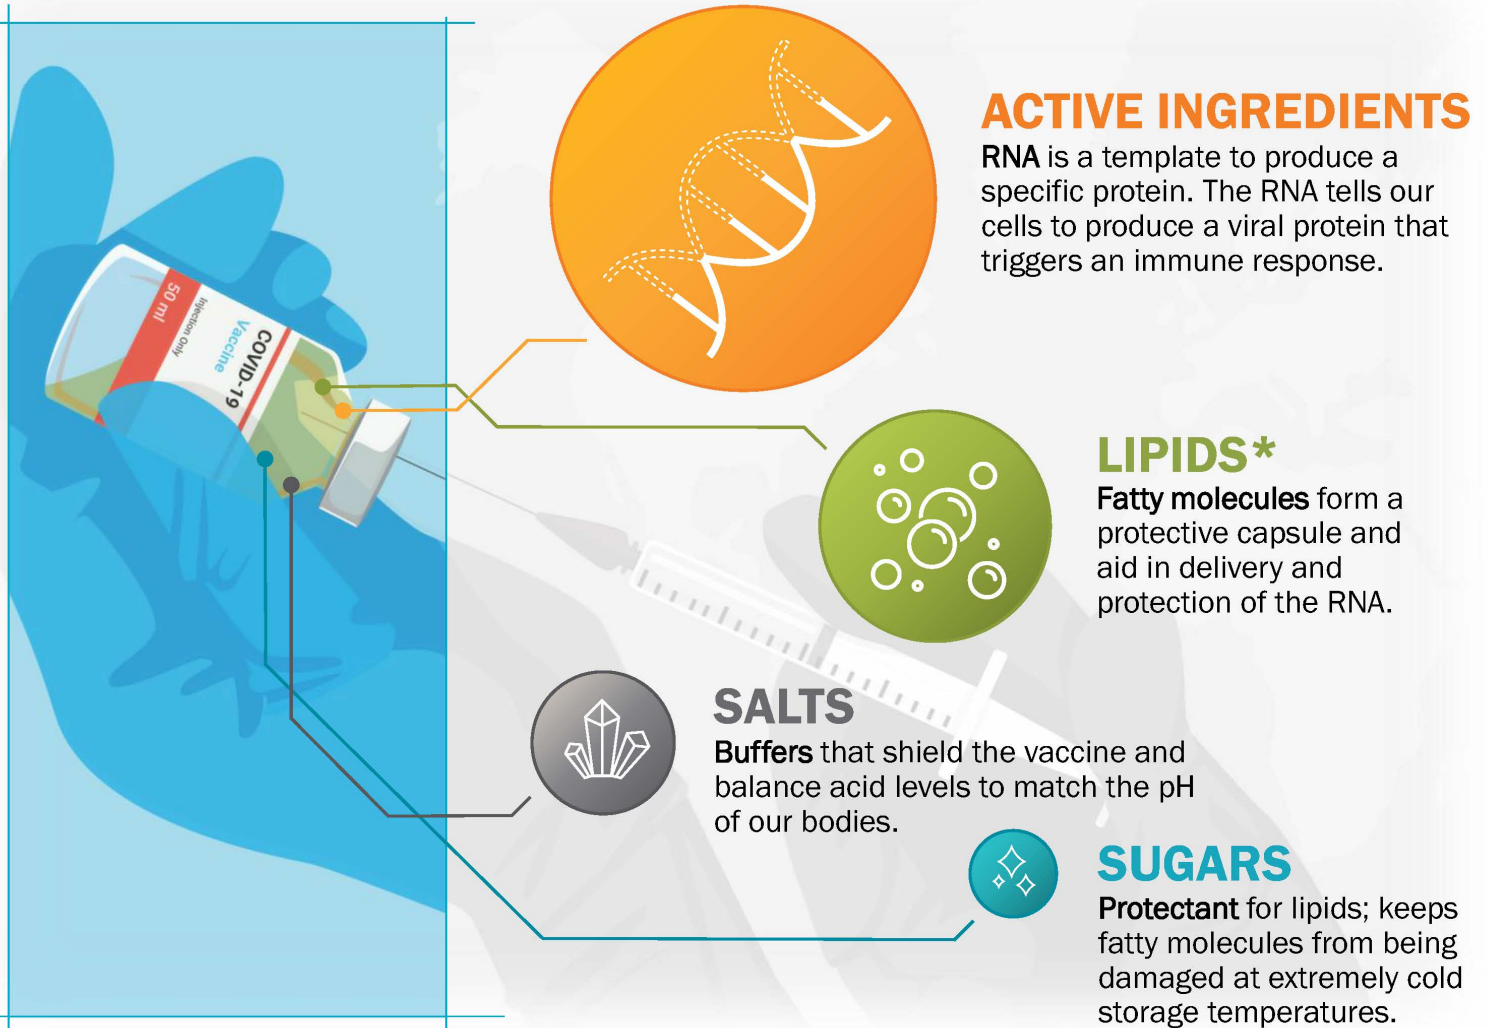 ACTIVE INGREDIENTS
RNA is a template to produce a
specific protein. The RNA tells our
cells to produce a viral protein that
triggers an immune response.
50 ml
Injection Only
Vaccine
COVID-19
LIPIDS*
Fatty molecules form a
protective capsule and
aid in delivery and
protection of the RNA.
SALTS
Buffers that shield the vaccine and
balance acid levels to match the pH
of our bodies.
SUGARS
Protectant for lipids; keeps
fatty molecules from being
damaged at extremely cold
storage temperatures.